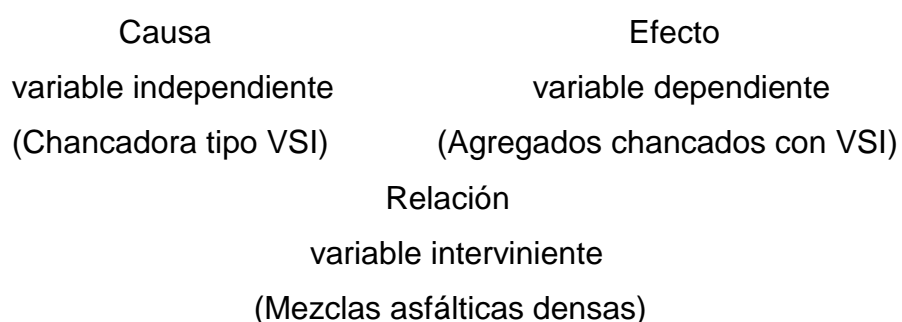 Causa Efecto
variable independiente variable dependiente
(Chancadora tipo VSI) (Agregados chancados con VSI)
Relación
variable interviniente
(Mezclas asfálticas densas)